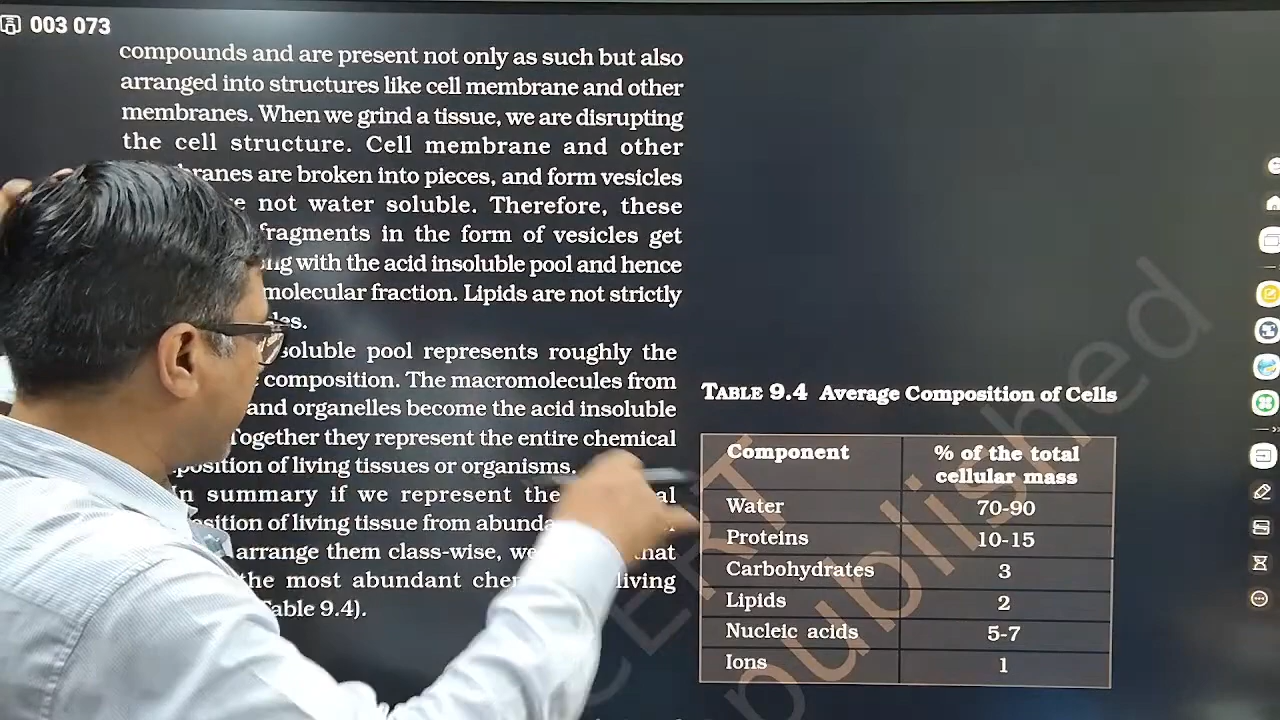 003 073
compounds and are present not only as such but also
arranged into structures like cell membrane and other
membranes. When we grind a tissue, we are disrupting
the cell structure. Cell membrane and other
branes are broken into pieces, and form vesicles
not water soluble. Therefore, these
fragments in the form of vesicles get
with the acid insoluble pool and hence
molecular fraction. Lipids are not strictly
soluble pool represents roughly the
composition. The macromolecules from
and organelles become the acid insoluble
Together they represent the entire chemical
position of living tissues or organisms.
In summary if we represent the
sition of living tissue from
arrange them class-wise, we
the most abundant living
Table 9.4).
TABLE 9.4 Average Composition of Cells
Component % of the total cellular mass
Water 70-90
Proteins 10-15
Carbohydrates 3
Lipids 2
Nucleic acids 5-7
Ions 1
published